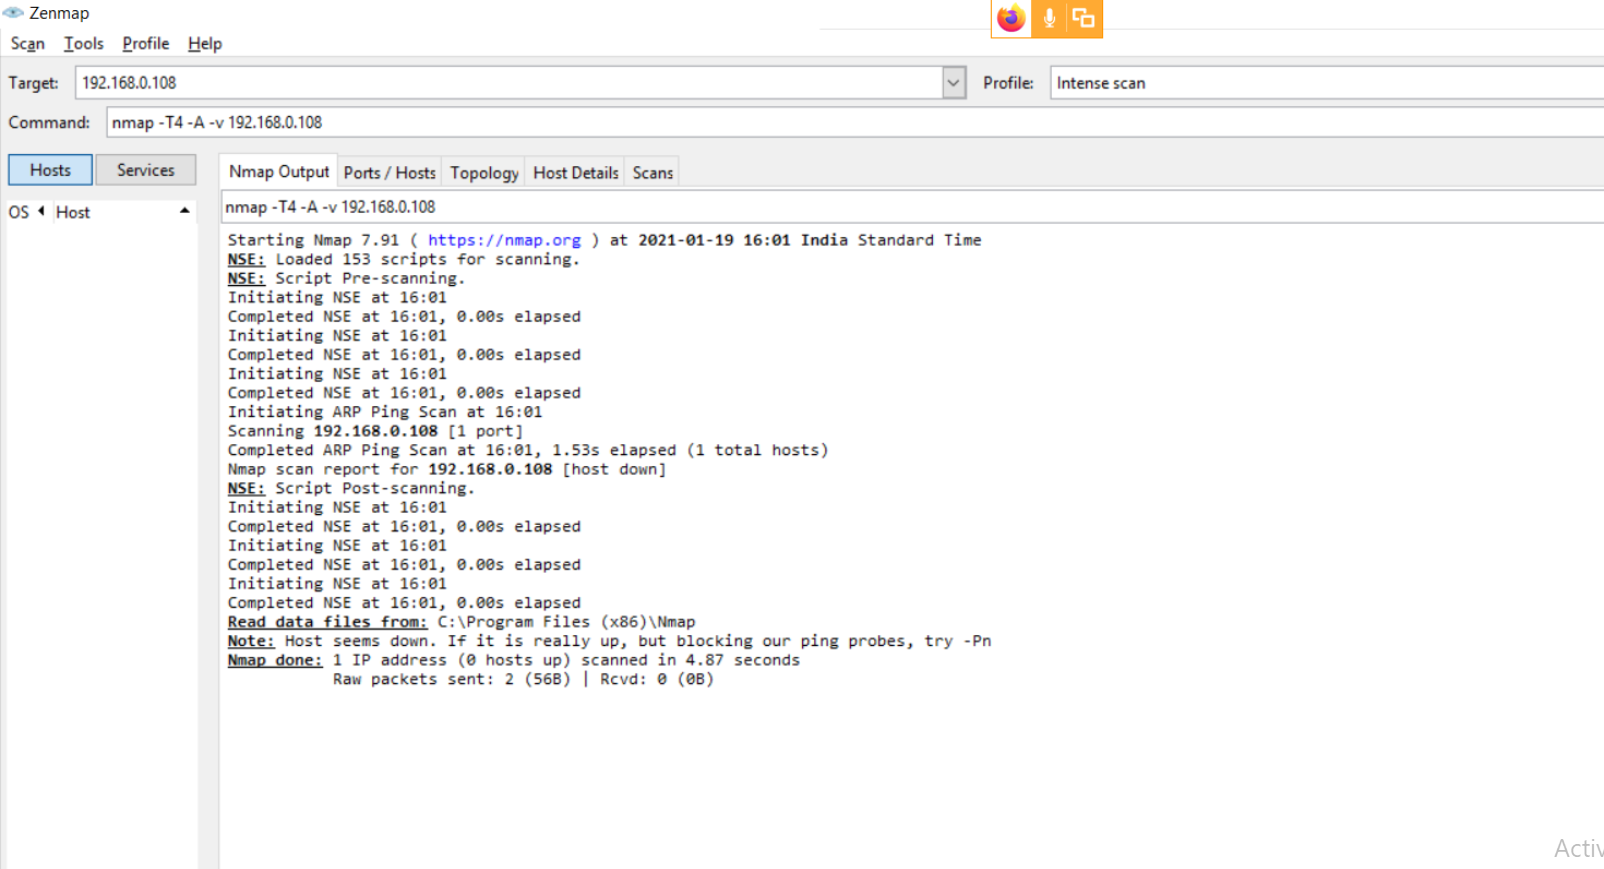 Zenmap
Scan Tools Profile Help
Target: 192.168.0.108 Profile: Intense scan
Command: nmap -T4 -A -v 192.168.0.108
Hosts Services Nmap Output Ports / Hosts Topology Host Details Scans
OS Host nmap -T4 -A -v 192.168.0.108
Starting Nmap 7.91 ( https://nmap.org ) at 2021-01-19 16:01 India Standard Time
NSE: Loaded 153 scripts for scanning.
NSE: Script Pre-scanning.
Initiating NSE at 16:01
Completed NSE at 16:01, 0.00s elapsed
Initiating NSE at 16:01
Completed NSE at 16:01, 0.00s elapsed
Initiating NSE at 16:01
Completed NSE at 16:01, 0.00s elapsed
Initiating ARP Ping Scan at 16:01
Scanning 192.168.0.108 [1 port]
Completed ARP Ping Scan at 16:01, 1.53s elapsed (1 total hosts)
Nmap scan report for 192.168.0.108 [host down]
NSE: Script Post-scanning.
Initiating NSE at 16:01
Completed NSE at 16:01, 0.00s elapsed
Initiating NSE at 16:01
Completed NSE at 16:01, 0.00s elapsed
Initiating NSE at 16:01
Completed NSE at 16:01, 0.00s elapsed
Read data files from: C:\Program Files (x86)\Nmap
Note: Host seems down. If it is really up, but blocking our ping probes, try -Pn
Nmap done: 1 IP address (0 hosts up) scanned in 4.87 seconds
Raw packets sent: 2 (56B) | Rcvd: 0 (0B)
Activ